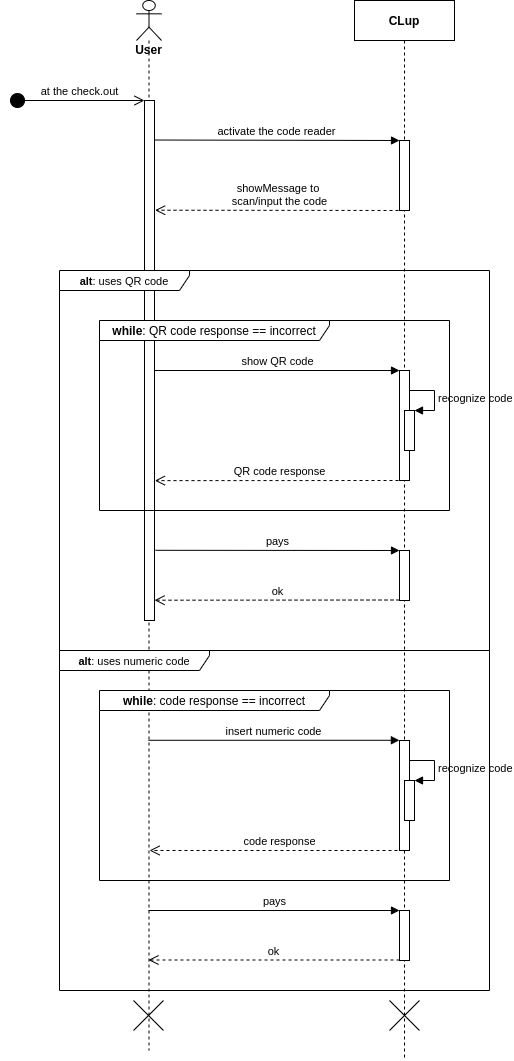 CLup
User
at the check.out
activate the code reader
showMessage to
scan/input the code
alt: uses QR code
while: QR code response == incorrect
show QR code
recognize code
QR code response
pays
ok
alt: uses numeric code
while: code response == incorrect
insert numeric code
recognize code
code response
pays
ok